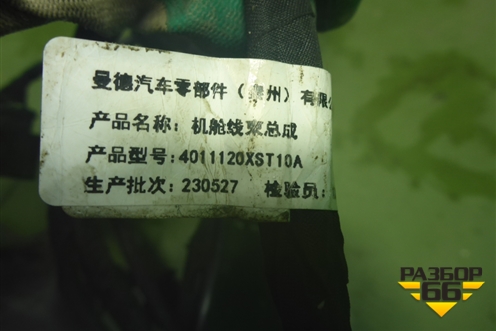 曼德汽车零部件（泰州）有限公
产品名称：机舱线束总成
产品型号:4011120XST10A
生产批次：230527 检验员：
РАЗБОР
66